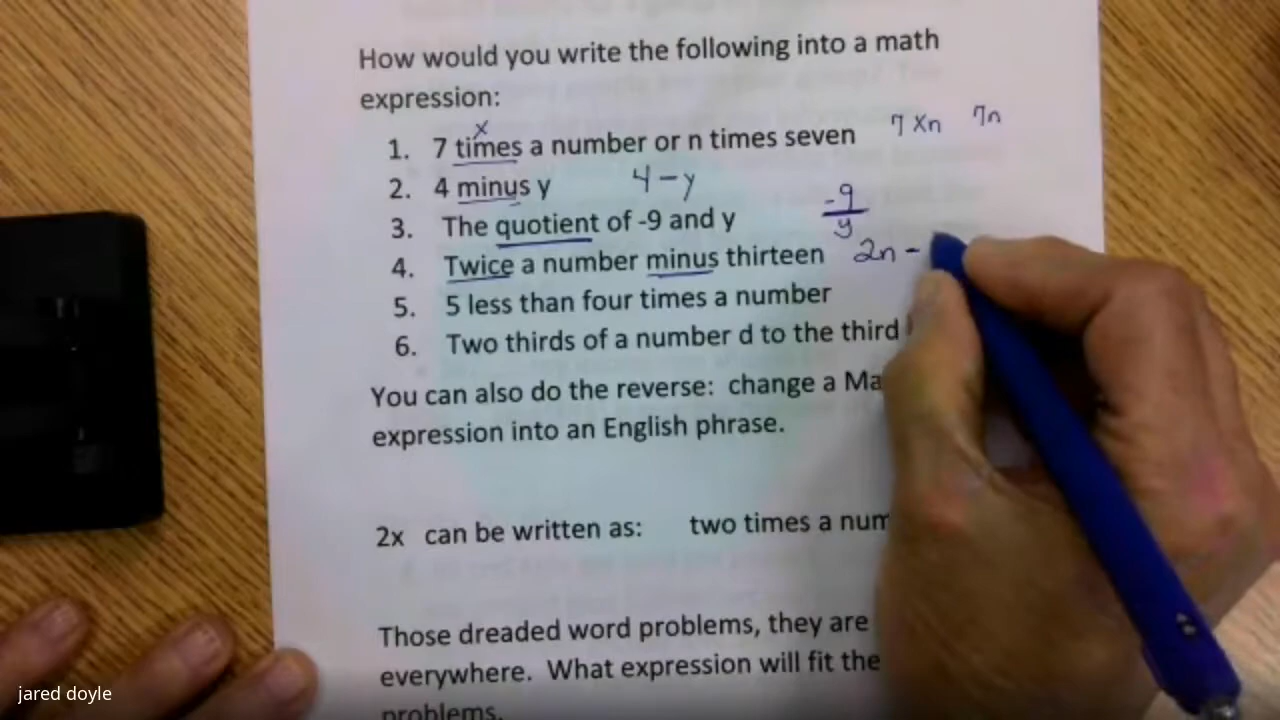 How would you write the following into a math
expression:
x
1. 7 times a number or n times seven 7 Xn 7n
2. 4 minus y 4-y
3. The quotient of -9 and y -9/y
4. Twice a number minus thirteen 2n -
5. 5 less than four times a number
6. Two thirds of a number d to the third
You can also do the reverse: change a Ma
expression into an English phrase.
2x can be written as: two times a num
Those dreaded word problems, they are
everywhere. What expression will fit the
problems.
jared doyle